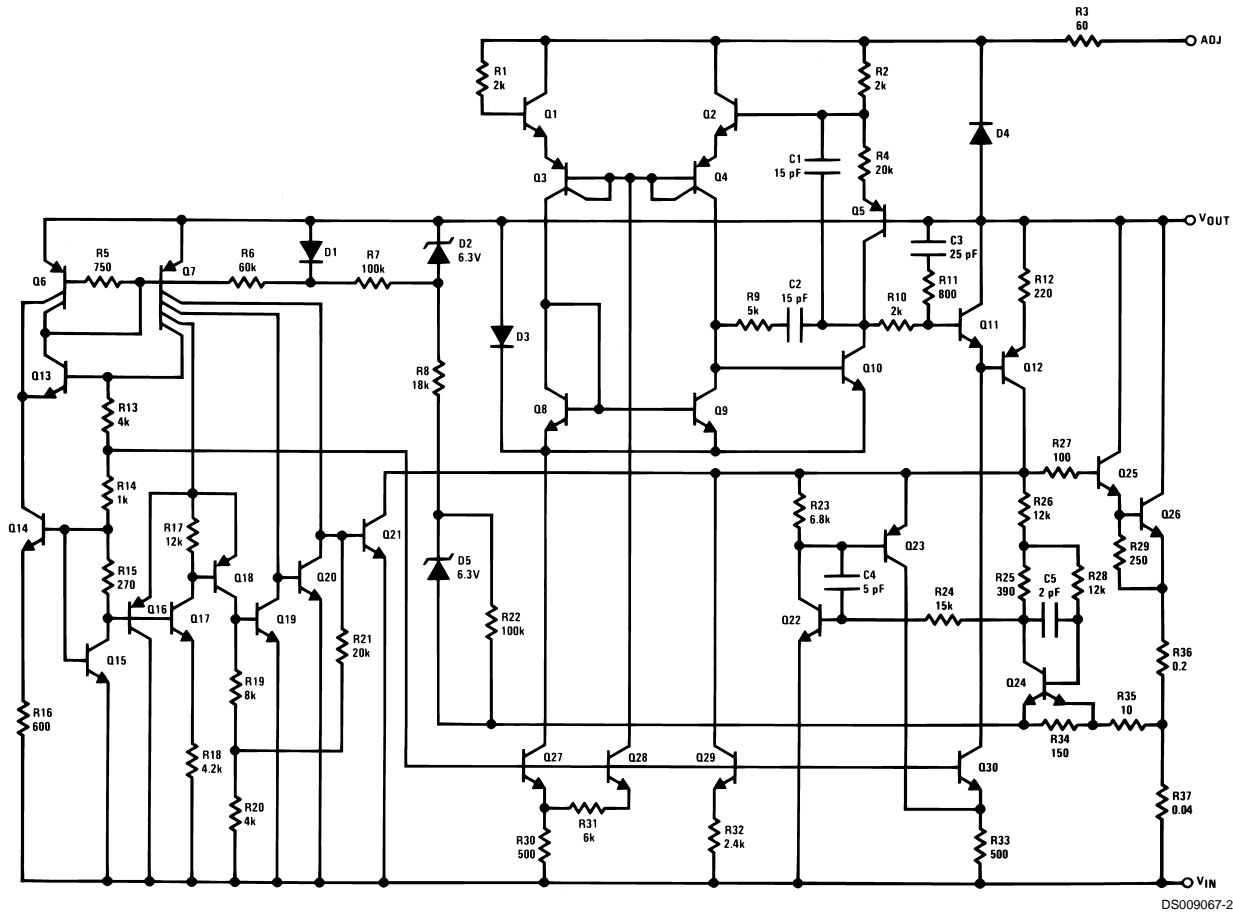 R3
60
ADJ
R1
2k
Q1
Q2
R2
2k
D4
C1
15 pF
R4
20k
Q3
Q4
Q5
VOUT
R5
750
Q6
Q7
R6
60k
D1
R7
100k
D2
6.3V
C3
25 pF
R11
800
R12
220
R9
5k
C2
15 pF
R10
2k
Q11
D3
Q12
Q13
R8
18k
Q10
R13
4k
Q8
Q9
R27
100
Q25
R14
1k
R23
6.8k
R26
12k
Q26
Q14
R17
12k
Q21
Q23
R29
250
R15
270
D5
6.3V
C4
5 pF
R25
390
C5
2 pF
R28
12k
Q18
Q20
R24
15k
Q16
Q17
Q19
R22
100k
Q22
R21
20k
Q15
R36
0.2
R19
8k
Q24
R35
10
R16
600
R34
150
R18
4.2k
Q27
Q28
Q29
Q30
R20
4k
R37
0.04
R31
6k
R30
500
R32
2.4k
R33
500
VIN
DS009067-2